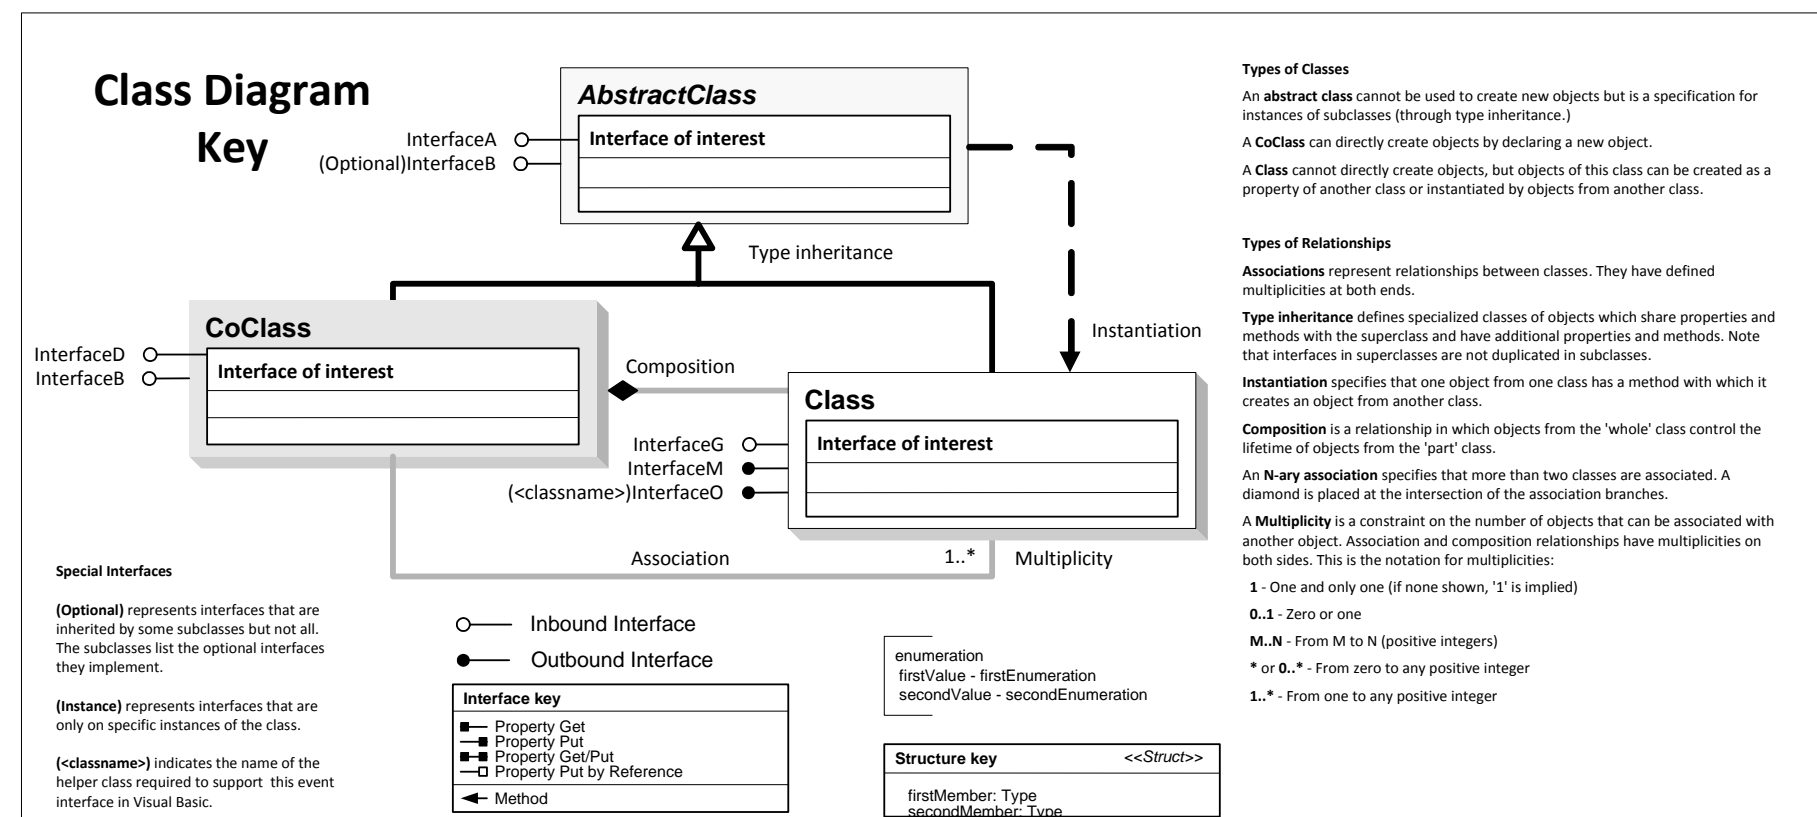 Class Diagram
Key
AbstractClass
Interface of interest
InterfaceA
(Optional)InterfaceB
Type inheritance
Instantiation
CoClass
Interface of interest
InterfaceD
InterfaceB
Composition
Class
Interface of interest
InterfaceG
InterfaceM
(<classname>)InterfaceO
Association
1..*
Multiplicity
Special Interfaces
(Optional) represents interfaces that are
inherited by some subclasses but not all.
The subclasses list the optional interfaces
they implement.
(Instance) represents interfaces that are
only on specific instances of the class.
(<classname>) indicates the name of the
helper class required to support this event
interface in Visual Basic.
Inbound Interface
Outbound Interface
Interface key
Property Get
Property Put
Property Get/Put
Property Put by Reference
Method
enumeration
firstValue - firstEnumeration
secondValue - secondEnumeration
Structure key <<Struct>>
firstMember: Type
secondMember: Type
Types of Classes
An abstract class cannot be used to create new objects but is a specification for
instances of subclasses (through type inheritance.)
A CoClass can directly create objects by declaring a new object.
A Class cannot directly create objects, but objects of this class can be created as a
property of another class or instantiated by objects from another class.
Types of Relationships
Associations represent relationships between classes. They have defined
multiplicities at both ends.
Type inheritance defines specialized classes of objects which share properties and
methods with the superclass and have additional properties and methods. Note
that interfaces in superclasses are not duplicated in subclasses.
Instantiation specifies that one object from one class has a method with which it
creates an object from another class.
Composition is a relationship in which objects from the 'whole' class control the
lifetime of objects from the 'part' class.
An N-ary association specifies that more than two classes are associated. A
diamond is placed at the intersection of the association branches.
A Multiplicity is a constraint on the number of objects that can be associated with
another object. Association and composition relationships have multiplicities on
both sides. This is the notation for multiplicities:
1 - One and only one (if none shown, '1' is implied)
0..1 - Zero or one
M..N - From M to N (positive integers)
* or 0..* - From zero to any positive integer
1..* - From one to any positive integer